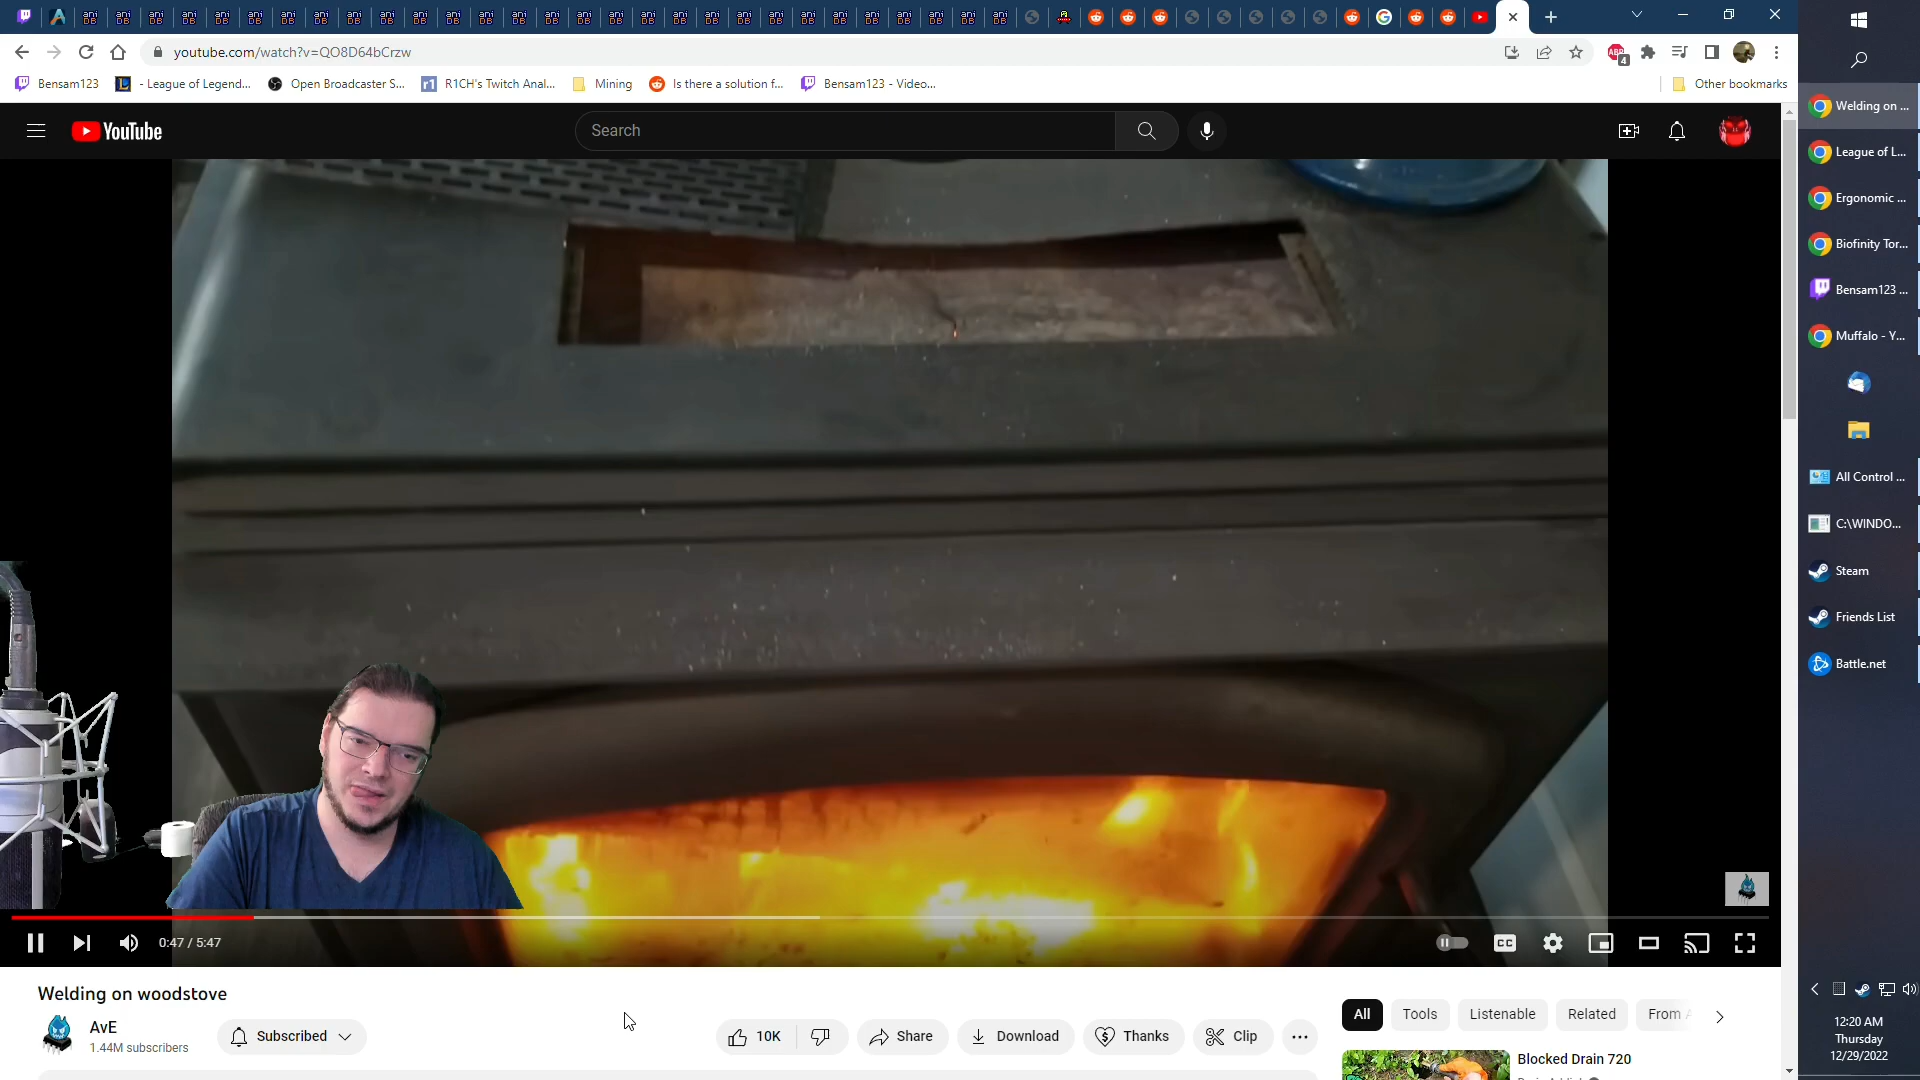 youtube.com/watch?v=QO8D64bCrzw
Bensam123
- League of Legend...
Open Broadcaster S...
R1CH's Twitch Anal...
Mining
Is there a solution f...
Bensam123 - Video...
Other bookmarks
YouTube
Search
0:47 / 5:47
CC
Welding on woodstove
AvE
1.44M subscribers
Subscribed
10K
Share
Download
Thanks
Clip
All
Tools
Listenable
Related
From
Blocked Drain 720
Welding on ...
League of L...
Ergonomic ...
Biofinity Tor...
Bensam123 ...
Muffalo - Y...
All Control ...
C:\WINDO...
Steam
Friends List
Battle.net
12:20 AM
Thursday
12/29/2022